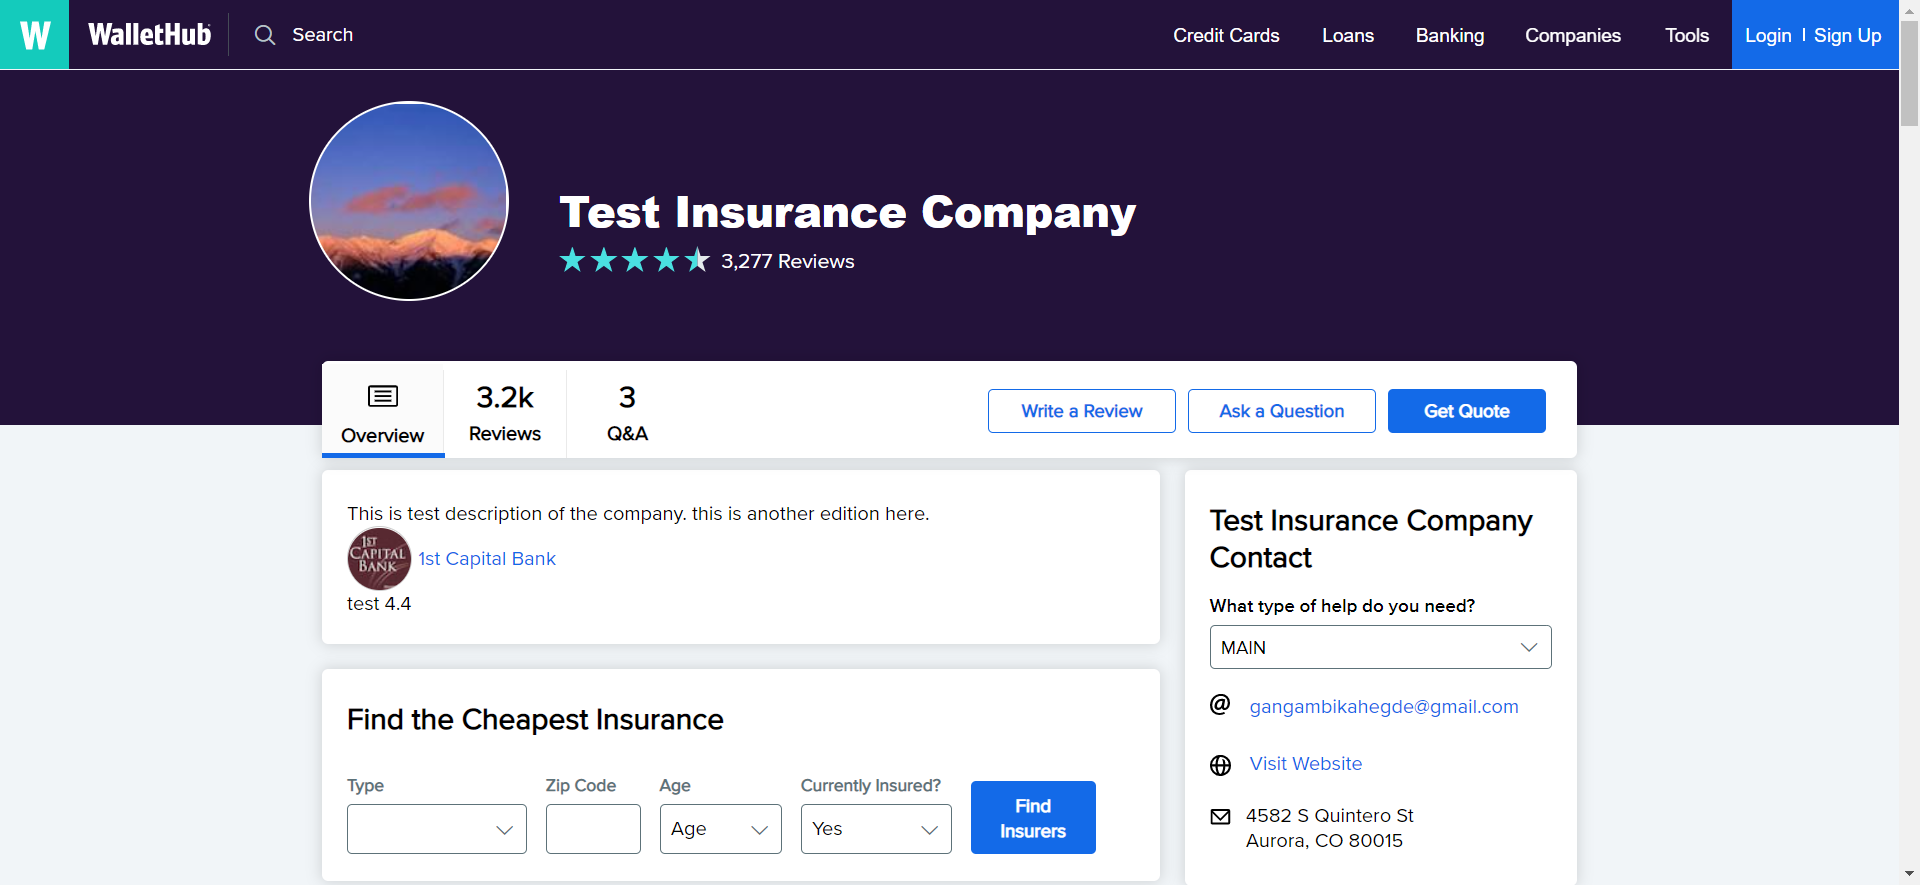 W WalletHub Search Credit Cards Loans Banking Companies Tools Login Sign Up
Test Insurance Company
3,277 Reviews
Overview
3.2k
Reviews
3
Q&A
Write a Review Ask a Question Get Quote
This is test description of the company. this is another edition here.
1ST
CAPITAL
BANK
1st Capital Bank
test 4.4
Find the Cheapest Insurance
Type Zip Code Age Currently Insured?
Age Yes
Find
Insurers
Test Insurance Company
Contact
What type of help do you need?
MAIN
@ gangambikahegde@gmail.com
Visit Website
4582 S Quintero St
Aurora, CO 80015